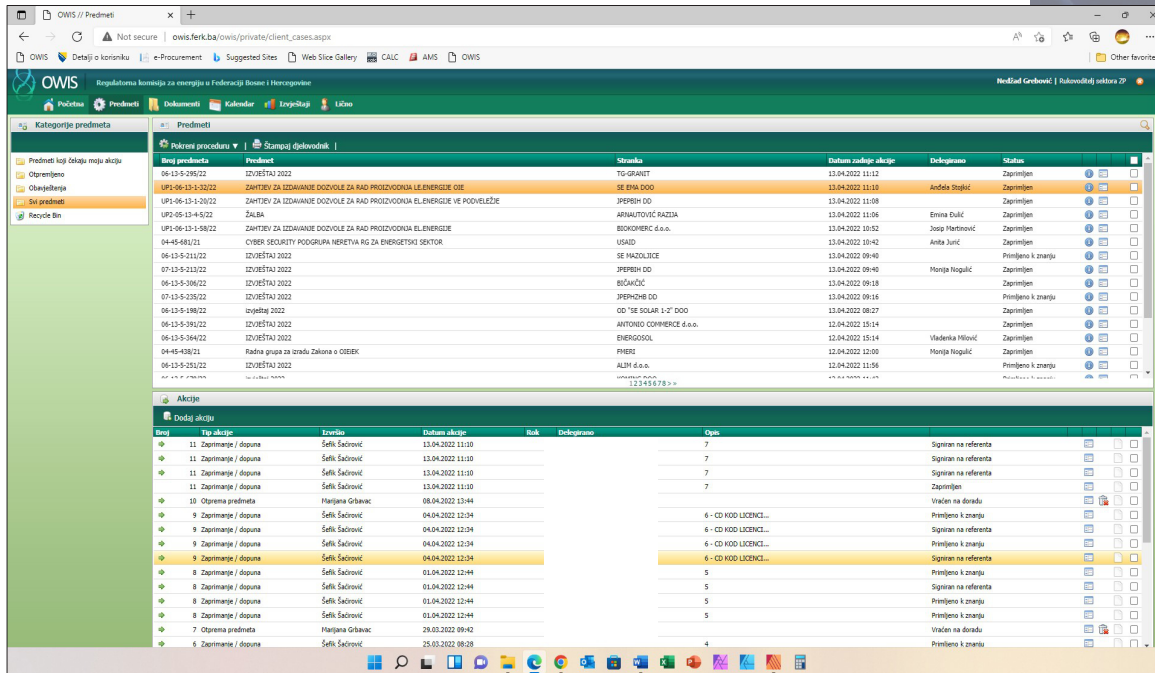 OWIS // Predmeti
Not secure | owis.ferk.ba/owis/private/client_cases.aspx
OWIS Detalji o korisniku e-Procurement Suggested Sites Web Slice Gallery CALC AMS OWIS Other favorite
OWIS Regulatorna komisija za energiju u Federaciji Bosne i Hercegovine Nedžad Grebović | Rukovoditelj sektora ZP
Početna Predmeti Dokumenti Kalendar Izvještaji Lično
Kategorije predmeta
Predmeti koji čekaju moju akciju
Otpremljeno
Obavještenja
Svi predmeti
Recycle Bin
Predmeti
Pokreni proceduru ▼ | Štampaj djelovodnik |
Broj predmeta Predmet Stranka Datum zadnje akcije Delegirano Status
06-13-5-295/22 IZVJEŠTAJ 2022 TG-GRANIT 13.04.2022 11:12 Zaprimljen
UP1-06-13-1-32/22 ZAHTJEV ZA IZDAVANJE DOZVOLE ZA RAD PROIZVODNJA LE.ENERGIJE OIE SE EMA DOO 13.04.2022 11:10 Anđela Stojkić Zaprimljen
UP1-06-13-1-20/22 ZAHTJEV ZA IZDAVANJE DOZVOLE ZA RAD PROIZVODNJA EL.ENERGIJE VE PODVELEŽJE JPEPBIH DD 13.04.2022 11:08 Zaprimljen
UP2-05-13-4-5/22 ŽALBA ARNAUTOVIĆ RAZIJA 13.04.2022 11:06 Emina Đulić Zaprimljen
UP1-06-13-1-58/22 ZAHTJEV ZA IZDAVANJE DOZVOLE ZA RAD PROIZVODNJA EL.ENERGIJE BIOKOMERC d.o.o. 13.04.2022 10:52 Josip Martinović Zaprimljen
04-45-681/21 CYBER SECURITY PODGRUPA NERETVA RG ZA ENERGETSKI SEKTOR USAID 13.04.2022 10:42 Anita Jurić Zaprimljen
06-13-5-211/22 IZVJEŠTAJ 2022 SE MAZOLJICE 13.04.2022 09:40 Primljeno k znanju
07-13-5-213/22 IZVJEŠTAJ 2022 JPEPBIH DD 13.04.2022 09:40 Monija Nogulić Zaprimljen
06-13-5-306/22 IZVJEŠTAJ 2022 BIČAKČIĆ 13.04.2022 09:18 Zaprimljen
07-13-5-235/22 IZVJEŠTAJ 2022 JPEPHZHB DD 13.04.2022 09:16 Primljeno k znanju
06-13-5-198/22 izvještaj 2022 OD "SE SOLAR 1-2" DOO 13.04.2022 08:27 Zaprimljen
06-13-5-391/22 IZVJEŠTAJ 2022 ANTONIO COMMERCE d.o.o. 12.04.2022 15:14 Zaprimljen
06-13-5-364/22 IZVJEŠTAJ 2022 ENERGOSOL 12.04.2022 15:14 Vladenka Milović Zaprimljen
04-45-438/21 Radna grupa za izradu Zakona o OIEiEK FMERI 12.04.2022 12:00 Monija Nogulić Zaprimljen
06-13-5-251/22 IZVJEŠTAJ 2022 ALIM d.o.o. 12.04.2022 11:56 Primljeno k znanju
1 2 3 4 5 6 7 8 > »
Akcije
Dodaj akciju
Broj Tip akcije Izvršio Datum akcije Rok Delegirano Opis
11 Zaprimanje / dopuna Šefik Šaćirović 13.04.2022 11:10 7 Signiran na referenta
11 Zaprimanje / dopuna Šefik Šaćirović 13.04.2022 11:10 7 Signiran na referenta
11 Zaprimanje / dopuna Šefik Šaćirović 13.04.2022 11:10 7 Signiran na referenta
11 Zaprimanje / dopuna Šefik Šaćirović 13.04.2022 11:10 7 Zaprimljen
10 Otprema predmeta Marijana Grbavac 08.04.2022 13:44 Vraćen na doradu
9 Zaprimanje / dopuna Šefik Šaćirović 04.04.2022 12:34 6 - CD KOD LICENCI... Primljeno k znanju
9 Zaprimanje / dopuna Šefik Šaćirović 04.04.2022 12:34 6 - CD KOD LICENCI... Signiran na referenta
9 Zaprimanje / dopuna Šefik Šaćirović 04.04.2022 12:34 6 - CD KOD LICENCI... Primljeno k znanju
9 Zaprimanje / dopuna Šefik Šaćirović 04.04.2022 12:34 6 - CD KOD LICENCI... Signiran na referenta
8 Zaprimanje / dopuna Šefik Šaćirović 01.04.2022 12:44 5 Primljeno k znanju
8 Zaprimanje / dopuna Šefik Šaćirović 01.04.2022 12:44 5 Signiran na referenta
8 Zaprimanje / dopuna Šefik Šaćirović 01.04.2022 12:44 5 Primljeno k znanju
8 Zaprimanje / dopuna Šefik Šaćirović 01.04.2022 12:44 5 Primljeno k znanju
7 Otprema predmeta Marijana Grbavac 29.03.2022 09:42 Vraćen na doradu
6 Zaprimanje / dopuna Šefik Šaćirović 25.03.2022 08:28 4 Primljeno k znanju